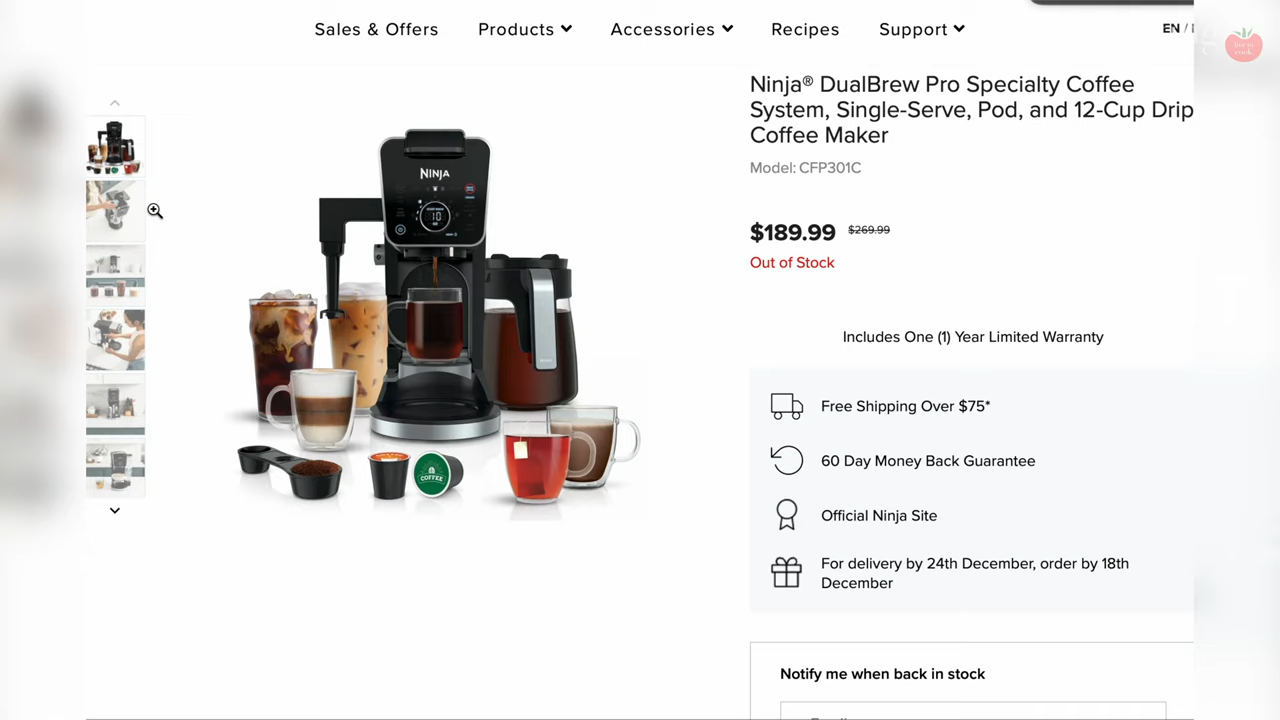 Sales & Offers
Products
Accessories
Recipes
Support
EN /
Ninja® DualBrew Pro Specialty Coffee
System, Single-Serve, Pod, and 12-Cup Drip
Coffee Maker
Model: CFP301C
$189.99 $269.99
Out of Stock
Includes One (1) Year Limited Warranty
Free Shipping Over $75*
60 Day Money Back Guarantee
Official Ninja Site
For delivery by 24th December, order by 18th
December
Notify me when back in stock
NINJA
10
COFFEE